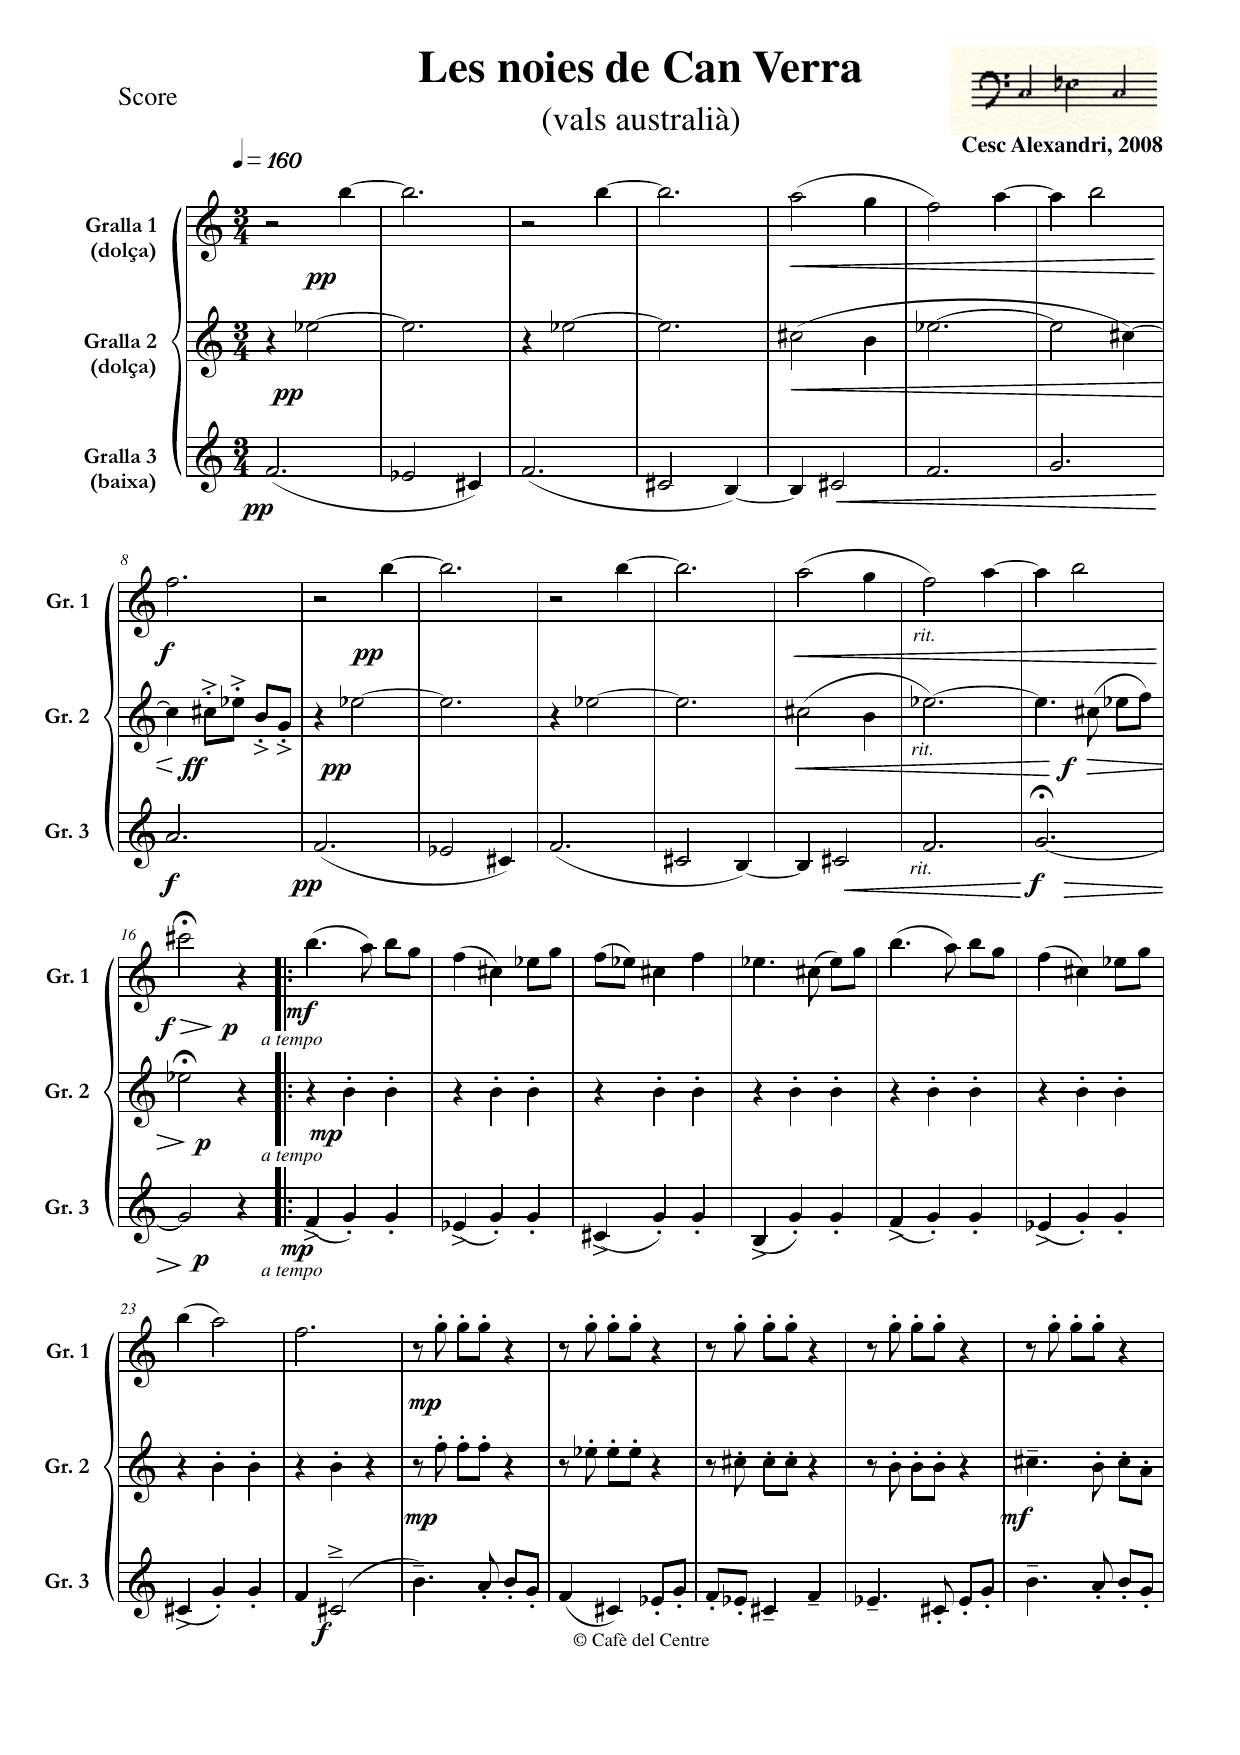 Les noies de Can Verra
Score
(vals australià)
Cesc Alexandri, 2008
= 160
Gralla 1
(dolça)
pp
Gralla 2
(dolça)
pp
Gralla 3
(baixa)
pp
8
Gr. 1
f
pp
rit.
Gr. 2
ff
pp
rit.
f
Gr. 3
f
pp
rit.
f
16
Gr. 1
f
p
mf
a tempo
Gr. 2
p
mp
a tempo
Gr. 3
p
mp
a tempo
23
Gr. 1
mp
Gr. 2
mp
mf
Gr. 3
f
© Cafè del Centre